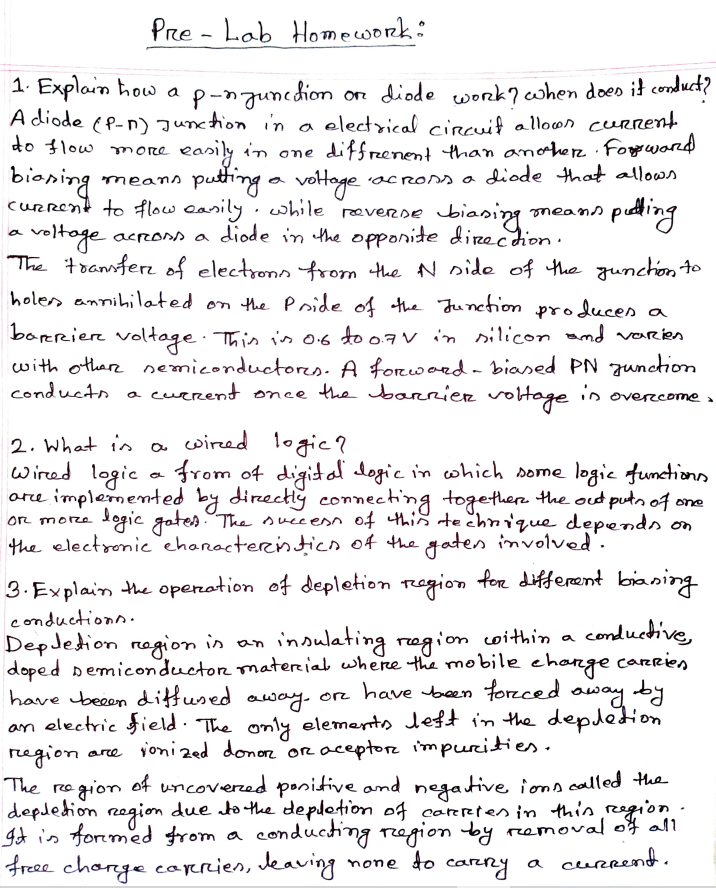 Pre - Lab Homework:
1. Explain how a p-n junction or diode work? when does it conduct?
A diode (P-n) Junction in a electrical circuit allows current
to flow more easily in one diffrenent than another. Forward
biasing means putting a voltage across a diode that allows
current to flow easily. while reverse biasing means putting
a voltage across a diode in the opposite direction.
The transfer of electrons from the N side of the junction to
holes annihilated on the P side of the Junction produces a
barrier voltage. This is 0.6 to 0.7 V in silicon and varies
with other semiconductors. A forward - biased PN junction
conducts a current once the barrier voltage is overcome.
2. What is a wired logic?
Wired logic a from of digital logic in which some logic functions
are implemented by directly connecting together the out puts of one
or more logic gates. The success of this technique depends on
the electronic characteristics of the gates involved.
3. Explain the operation of depletion region for different biasing
conductions.
Depletion region is an insulating region within a conductive,
doped semiconductor material where the mobile charge carries
have beeen diffused away. or have been forced away by
an electric field. The only elements left in the depletion
region are ionized donor or aceptor impurities.
The region of uncovered positive and negative ions called the
depletion region due to the depletion of carrtes in this region.
It is formed from a conducting region by removal of all
free charge carries, leaving none to carry a current.